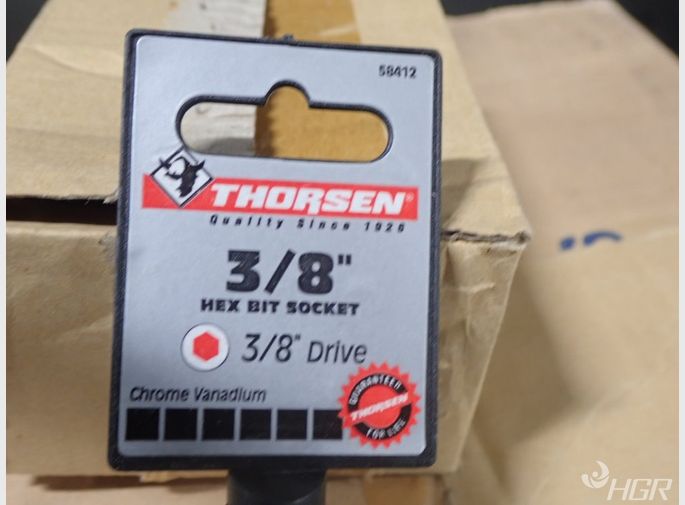 58412
THORSEN®
Quality Since 1926
3/8"
HEX BIT SOCKET
3/8" Drive
Chrome Vanadium
GUARANTEED
THORSEN
FOR LIFE
HGR